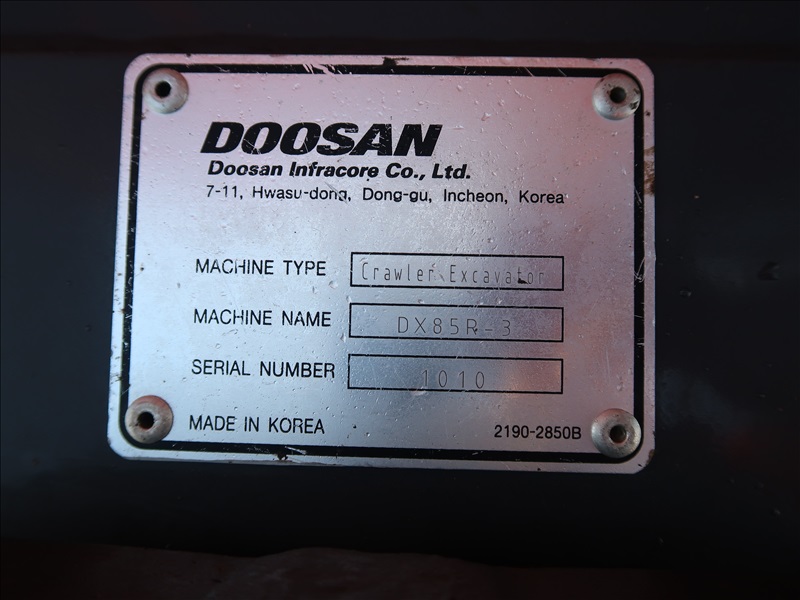 DOOSAN
Doosan Infracore Co., Ltd.
7-11, Hwasu-dong, Dong-gu, Incheon, Korea
MACHINE TYPE Crawler Excavator
MACHINE NAME DX85R-3
SERIAL NUMBER 1010
MADE IN KOREA 2190-2850B